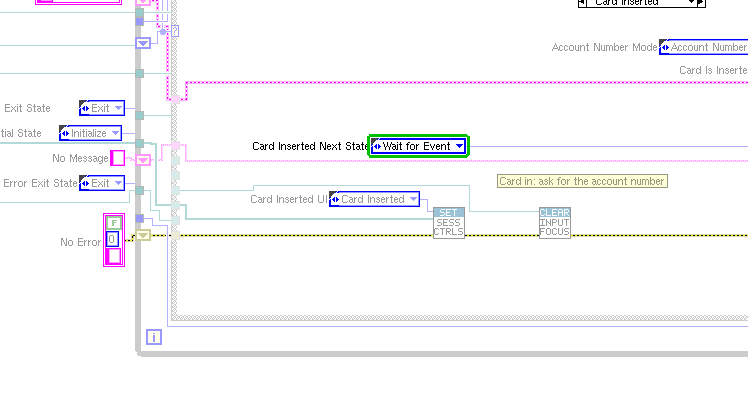 Card Inserted
?
Account Number Mode Account Number
Card Is Inserte
Exit State Exit
tial State Initialize
Card Inserted Next State Wait for Event
No Message
Error Exit State Exit
Card in: ask for the account number
Card Inserted UI Card Inserted
SET
SESS
CTRLS
CLEAR
INPUT
FOCUS
F
No Error 0
i